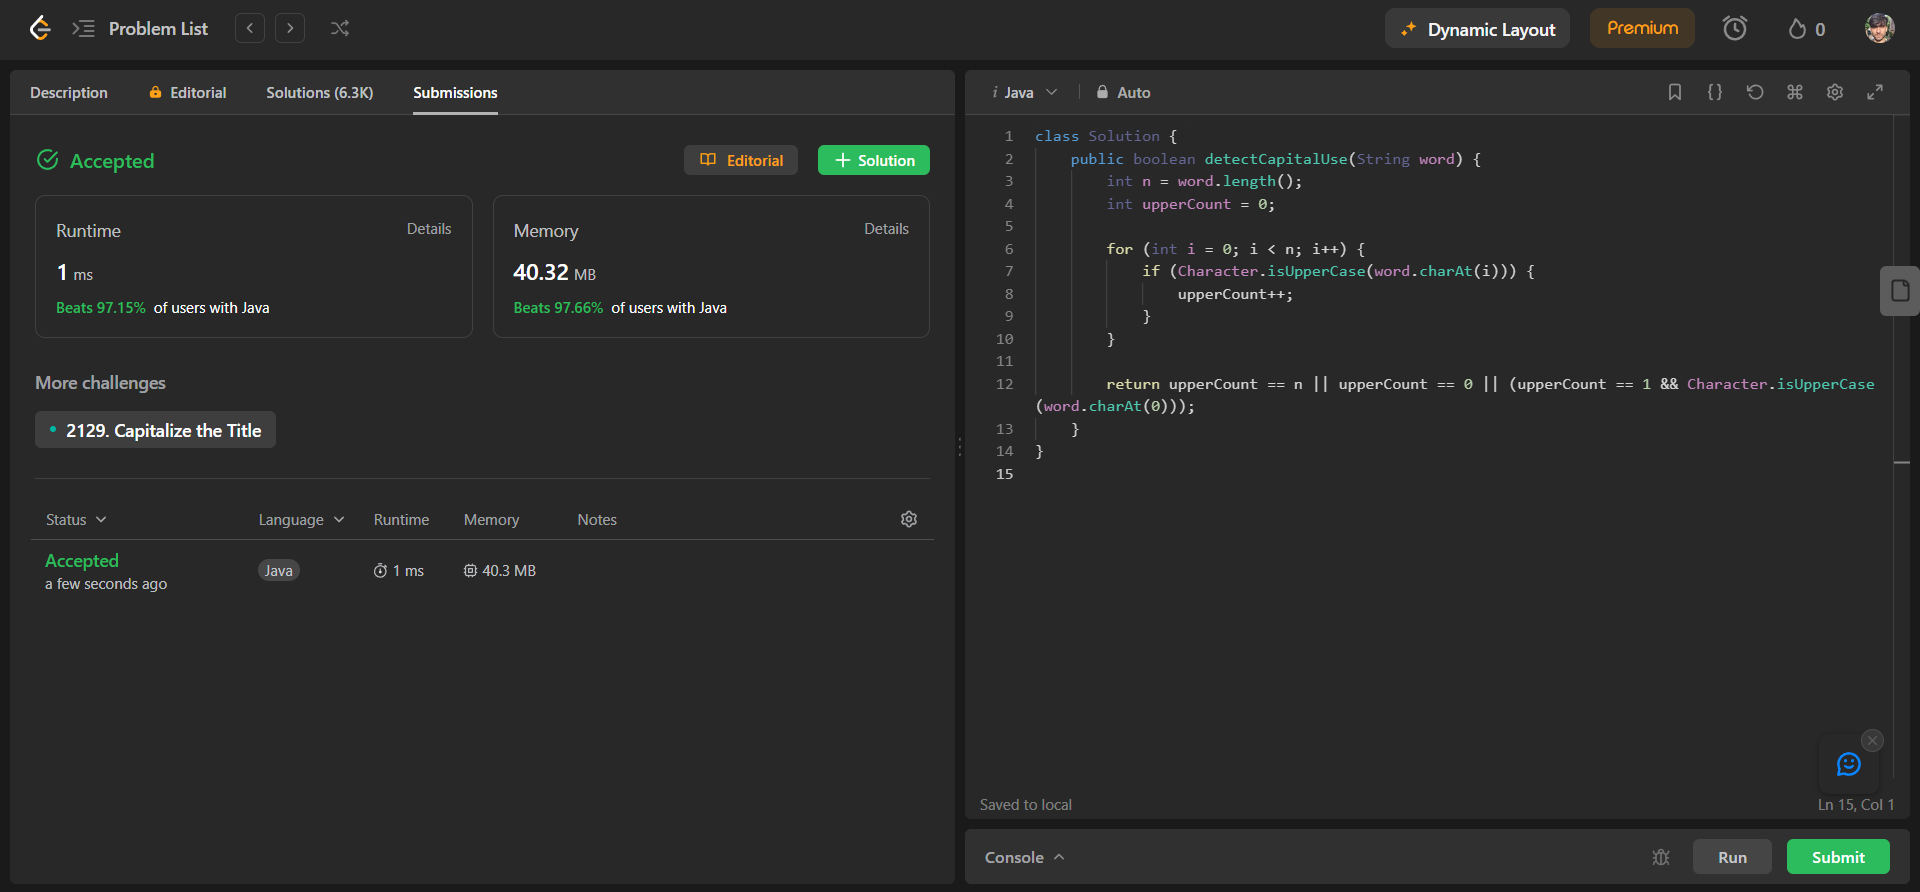 Problem List
Dynamic Layout
Premium
0
Description
Editorial
Solutions (6.3K)
Submissions
Accepted
Editorial
Solution
Runtime
Details
1 ms
Beats 97.15% of users with Java
Memory
Details
40.32 MB
Beats 97.66% of users with Java
More challenges
2129. Capitalize the Title
Status Language Runtime Memory Notes
Accepted
a few seconds ago
Java
1 ms
40.3 MB
i Java
Auto
1 class Solution {
2 public boolean detectCapitalUse(String word) {
3 int n = word.length();
4 int upperCount = 0;
5
6 for (int i = 0; i < n; i++) {
7 if (Character.isUpperCase(word.charAt(i))) {
8 upperCount++;
9 }
10 }
11
12 return upperCount == n || upperCount == 0 || (upperCount == 1 && Character.isUpperCase
(word.charAt(0)));
13 }
14 }
15
Saved to local
Ln 15, Col 1
Console
Run
Submit